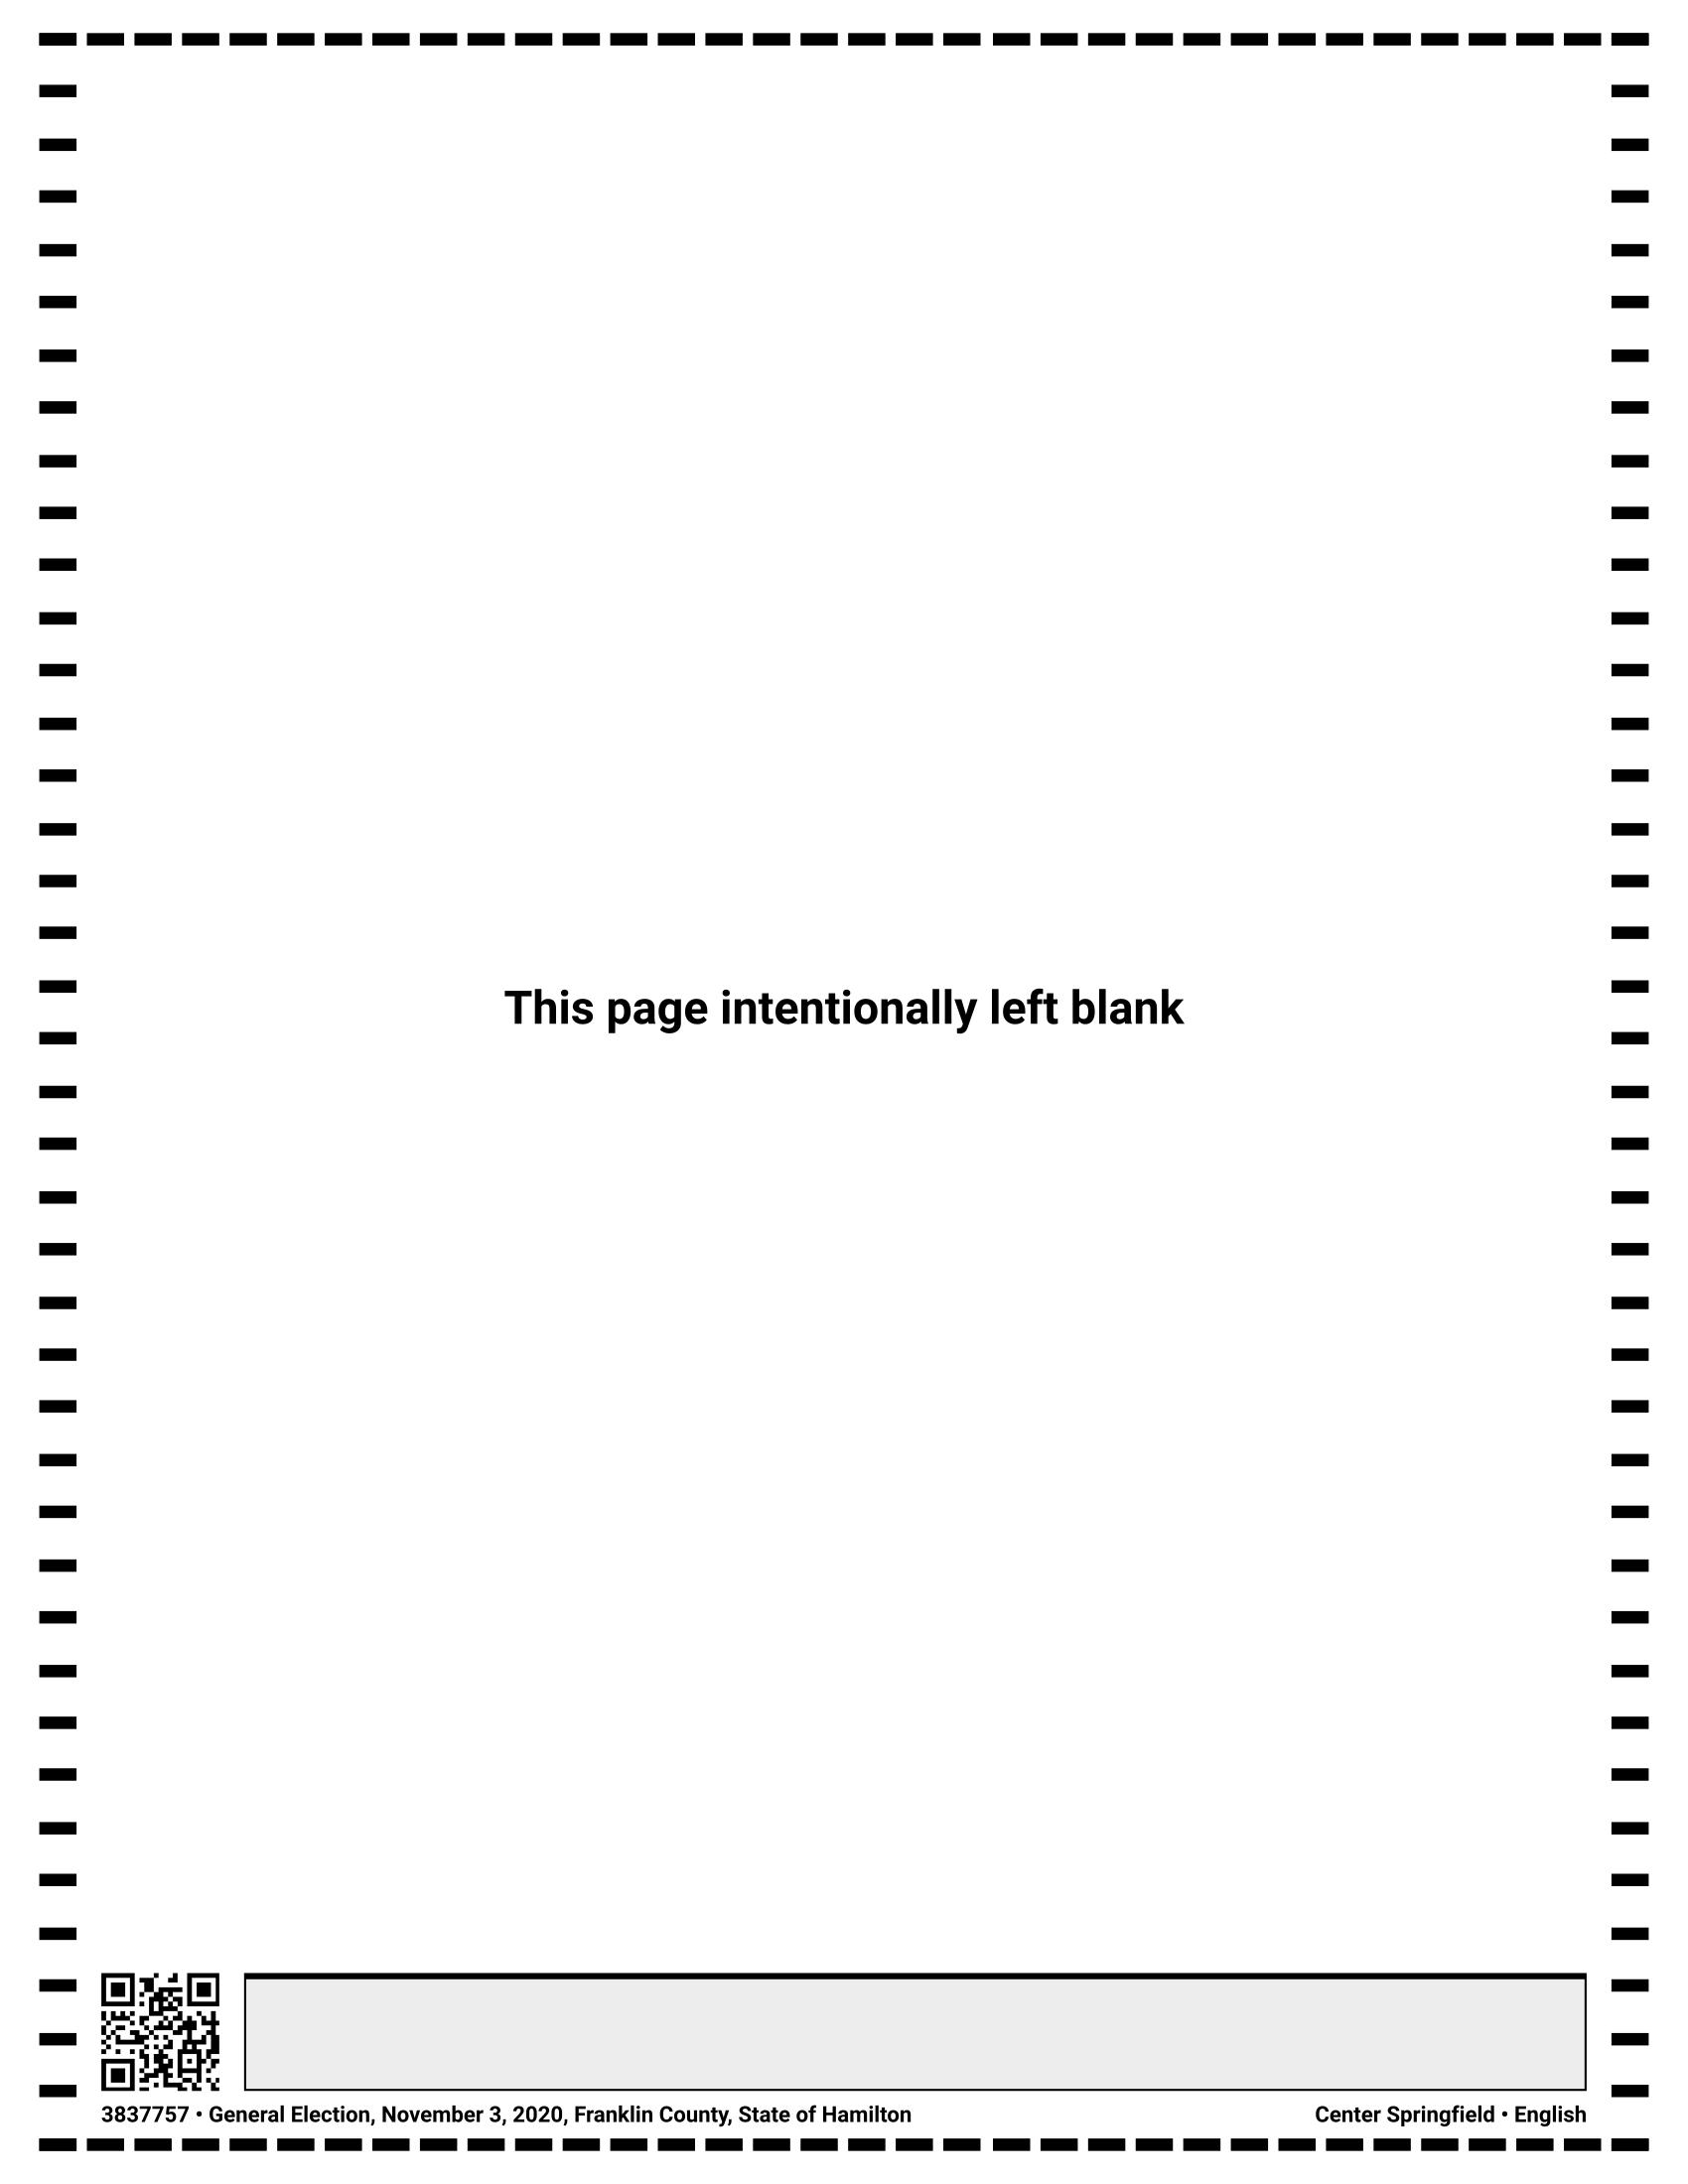 This page intentionally left blank
3837757 • General Election, November 3, 2020, Franklin County, State of Hamilton
Center Springfield • English